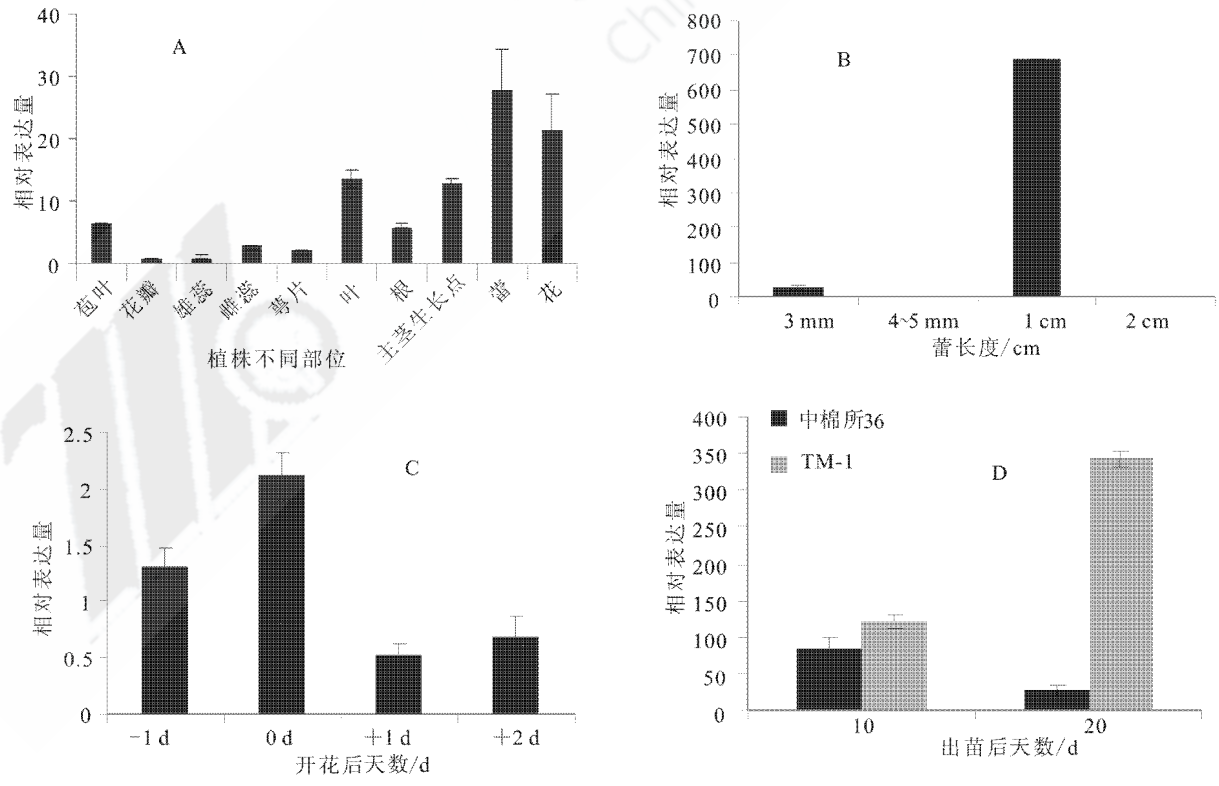 A
40
30
20
10
0
相对表达量
苞叶
花瓣
雄蕊
雌蕊
萼片
叶
根
主茎生长点
蕾
花
植株不同部位
B
800
700
600
500
400
300
200
100
0
相对表达量
3 mm
4~5 mm
1 cm
2 cm
蕾长度/cm
C
2.5
2
1.5
1
0.5
0
相对表达量
-1 d
0 d
+1 d
+2 d
开花后天数/d
D
中棉所36
TM-1
400
350
300
250
200
150
100
50
0
相对表达量
10
20
出苗后天数/d
Chi